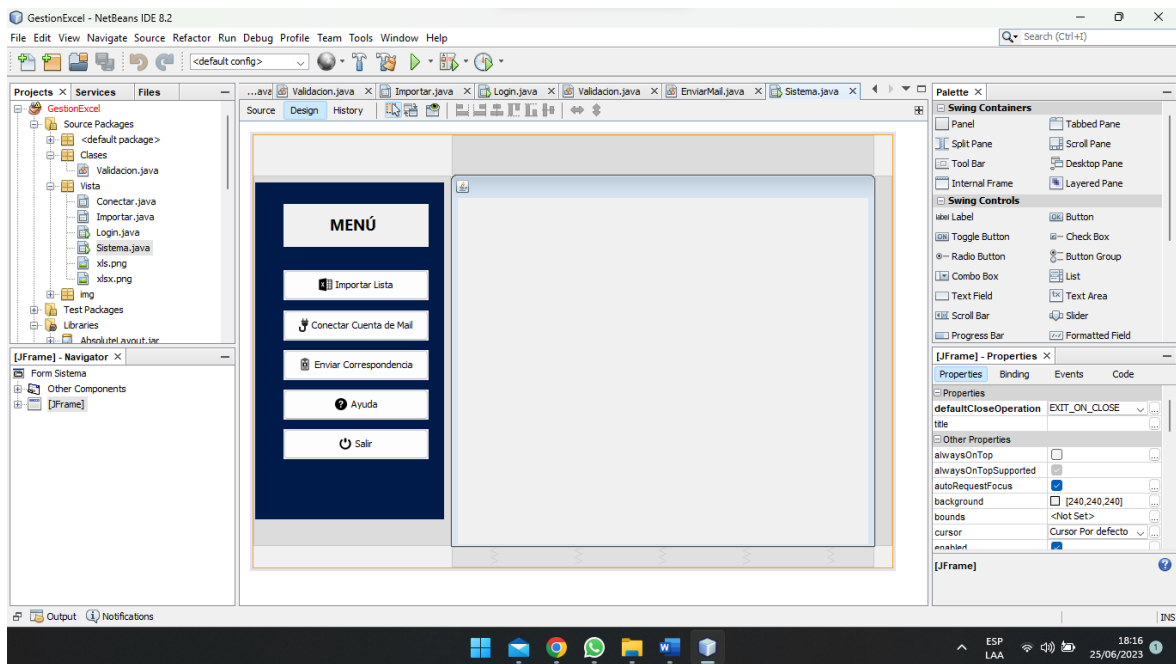 GestionExcel - NetBeans IDE 8.2
File Edit View Navigate Source Refactor Run Debug Profile Team Tools Window Help
Search (Ctrl+I)
<default config>
Projects
Services
Files
GestionExcel
Source Packages
<default package>
Clases
Validacion.java
Vista
Conectar.java
Importar.java
Login.java
Sistema.java
xls.png
xlsx.png
img
Test Packages
Libraries
AbsoluteLayout.jar
[JFrame] - Navigator
Form Sistema
Other Components
[JFrame]
...ava Validacion.java Importar.java Login.java Validacion.java EnviarMail.java Sistema.java
Source Design History
MENÚ
Importar Lista
Conectar Cuenta de Mail
Enviar Correspondencia
Ayuda
Salir
Palette
Swing Containers
Panel Tabbed Pane
Split Pane Scroll Pane
Tool Bar Desktop Pane
Internal Frame Layered Pane
Swing Controls
label Label OK Button
ON Toggle Button Check Box
Radio Button Button Group
Combo Box List
Text Field tx Text Area
Scroll Bar Slider
Progress Bar Formatted Field
[JFrame] - Properties
Properties Binding Events Code
Properties
defaultCloseOperation EXIT_ON_CLOSE
title
Other Properties
alwaysOnTop
alwaysOnTopSupported
autoRequestFocus
background [240,240,240]
bounds <Not Set>
cursor Cursor Por defecto
enabled
[JFrame]
Output Notifications
INS
ESP
LAA
18:16
25/06/2023
1